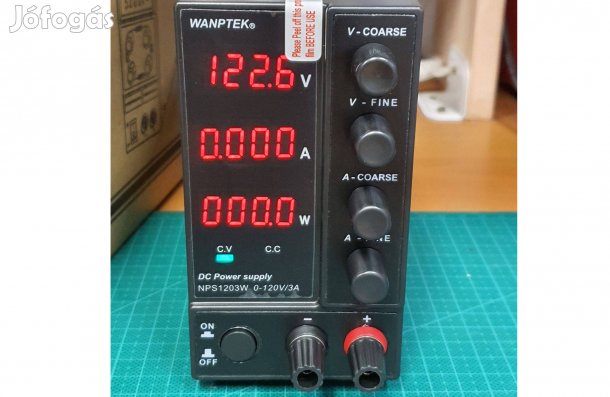 Jófogás
WANPTEK®
Please Peel off this
film BEFORE USE
122.6 V
0.000 A
000.0 W
C.V C.C
DC Power supply
NPS1203W 0-120V/3A
V - COARSE
V - FINE
A - COARSE
A - FINE
ON
OFF
- +